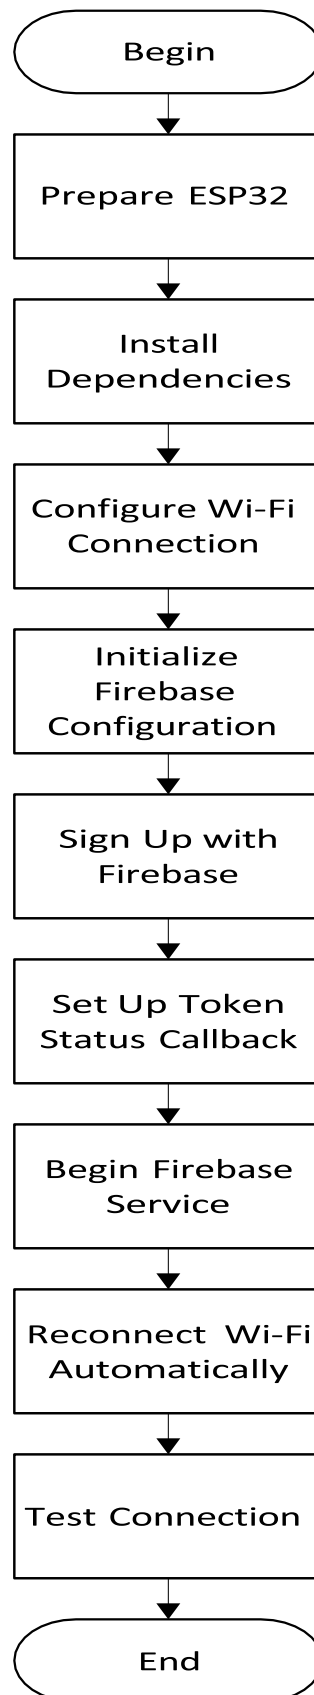 Begin
Prepare ESP32
Install
Dependencies
Configure Wi-Fi
Connection
Initialize
Firebase
Configuration
Sign Up with
Firebase
Set Up Token
Status Callback
Begin Firebase
Service
Reconnect Wi-Fi
Automatically
Test Connection
End